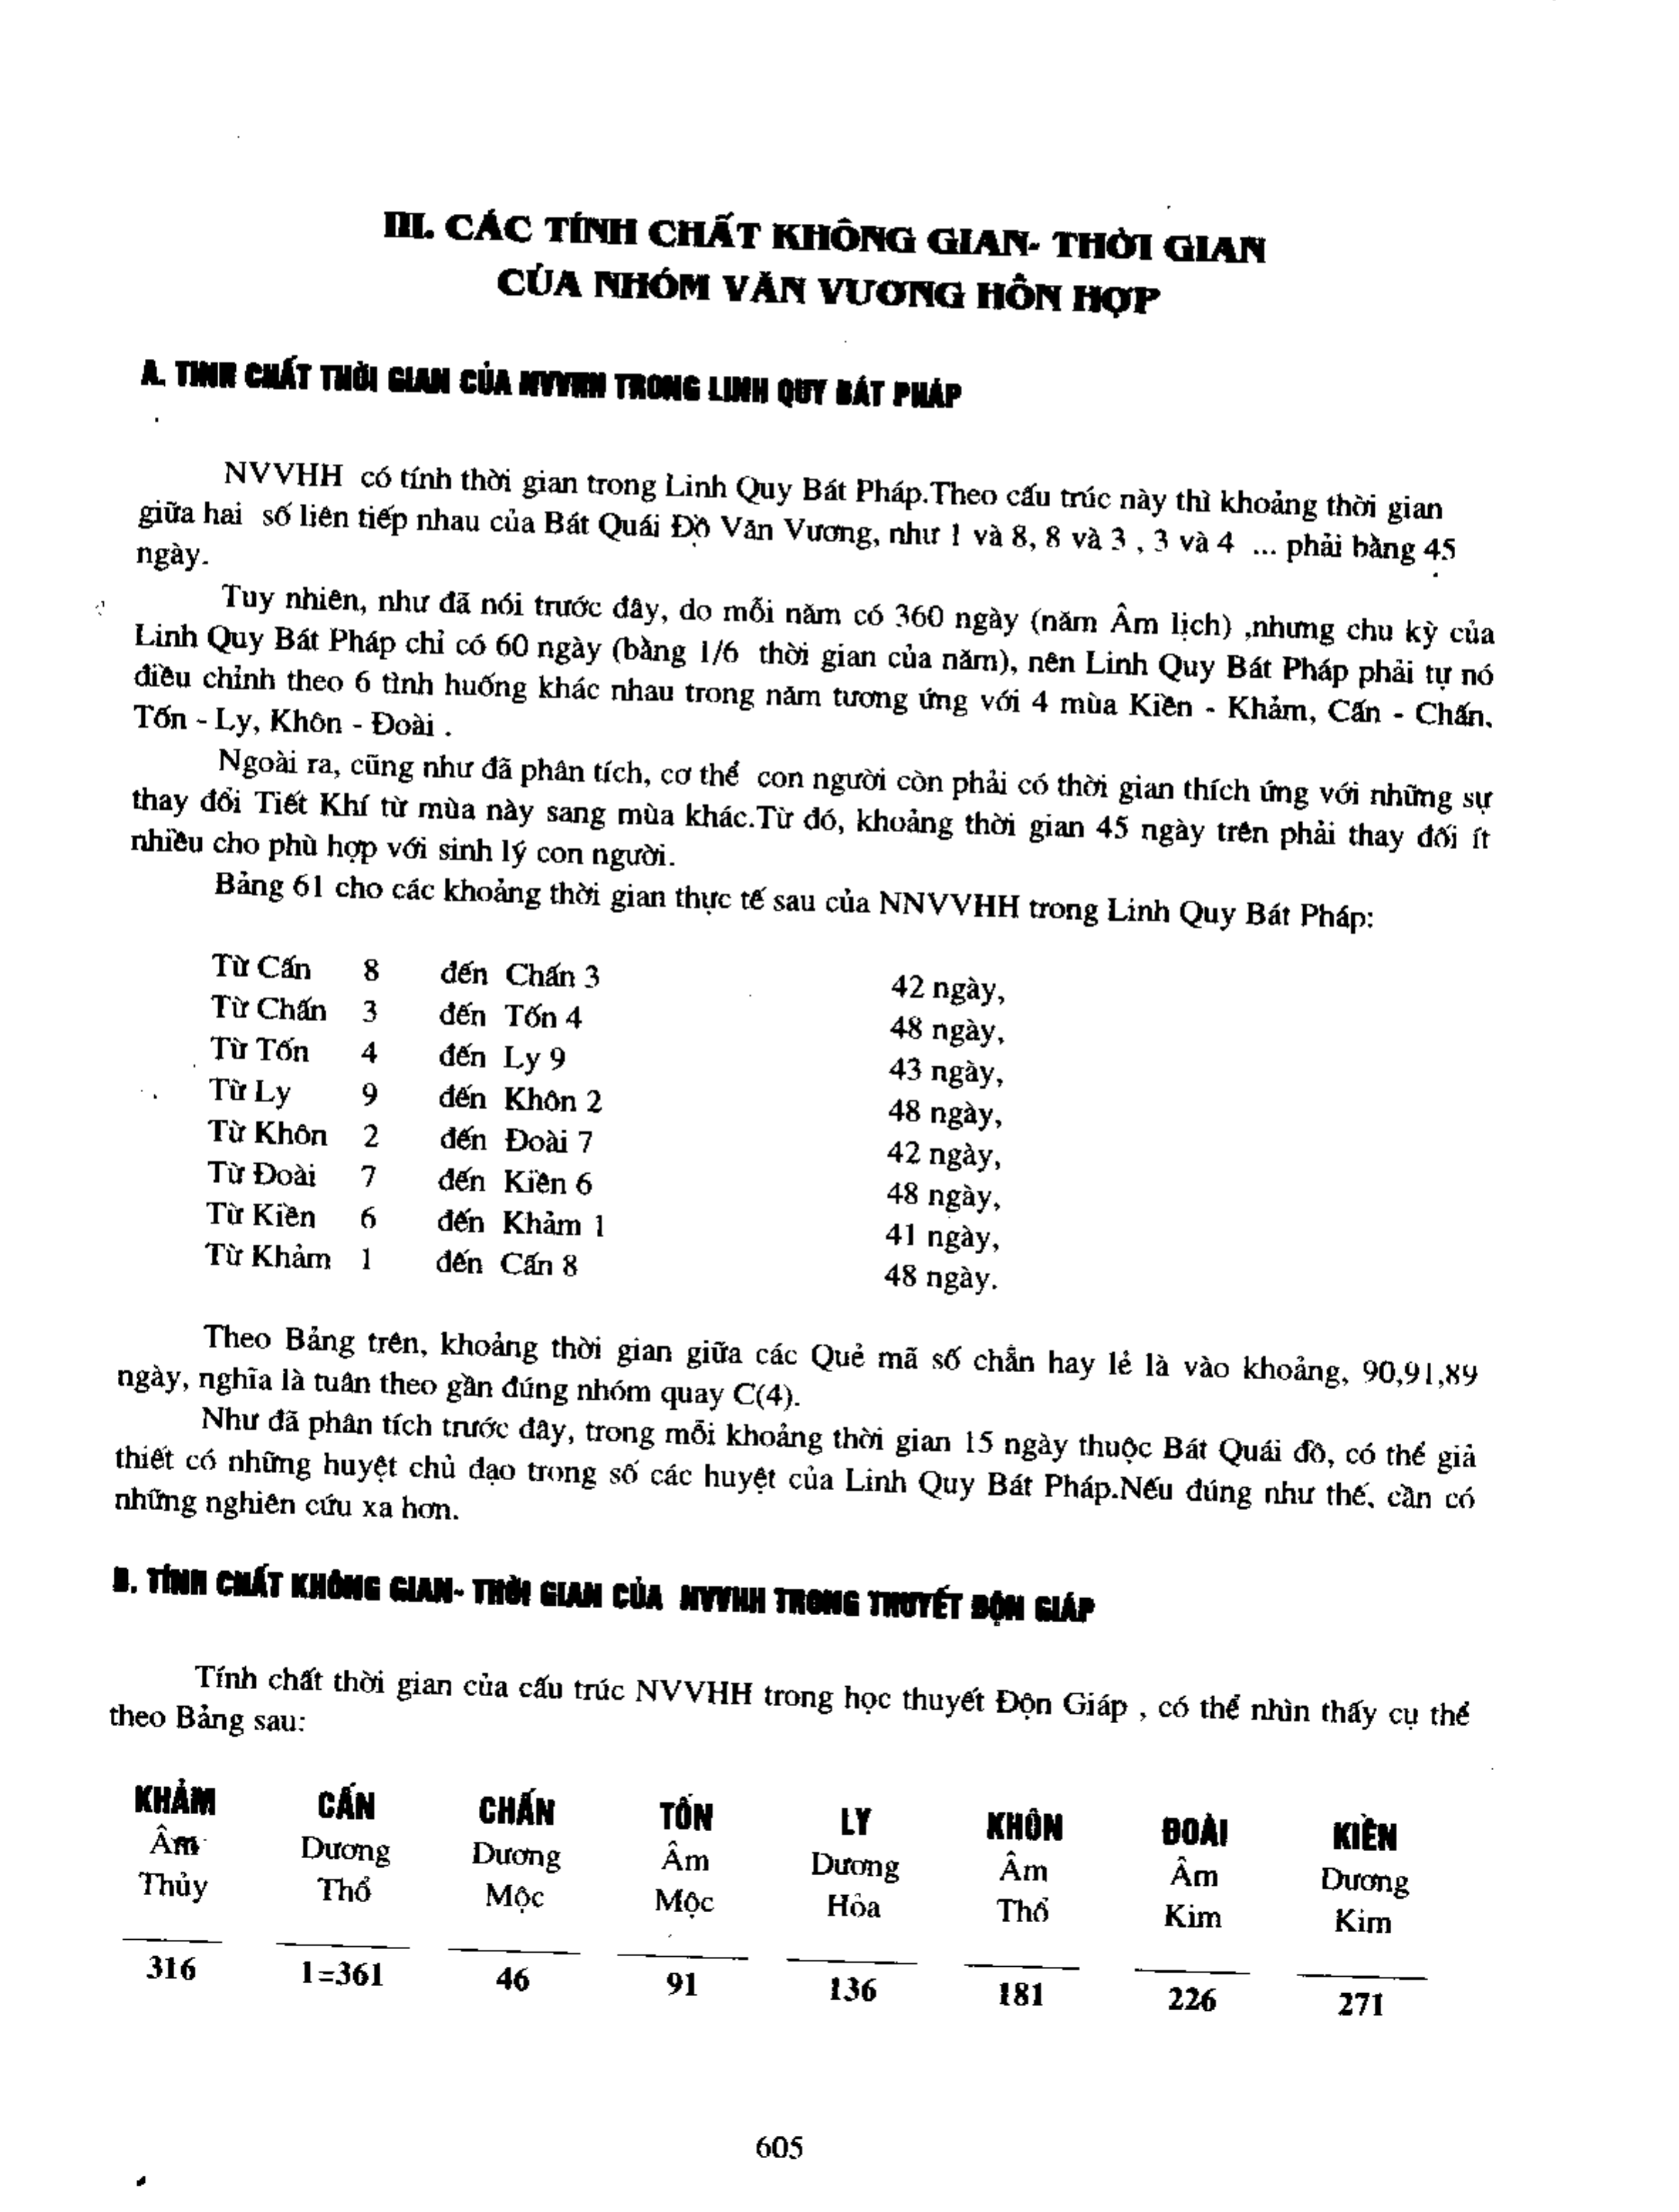 III. CÁC TÍNH CHẤT KHÔNG GIAN- THỜI GIAN
CỦA NHÓM VĂN VƯƠNG HỖN HỢP
A. TÍNH CHẤT THỜI GIAN CỦA NVVHH TRONG LINH QUY BÁT PHÁP
NVVHH có tính thời gian trong Linh Quy Bát Pháp.Theo cấu trúc này thì khoảng thời gian
giữa hai số liên tiếp nhau của Bát Quái Đồ Văn Vương, như 1 và 8, 8 và 3 , 3 và 4 ... phải bằng 45
ngày.
Tuy nhiên, như đã nói trước đây, do mỗi năm có 360 ngày (năm Âm lịch) ,nhưng chu kỳ của
Linh Quy Bát Pháp chỉ có 60 ngày (bằng 1/6 thời gian của năm), nên Linh Quy Bát Pháp phải tự nó
điều chỉnh theo 6 tình huống khác nhau trong năm tương ứng với 4 mùa Kiền - Khảm, Cấn - Chấn,
Tốn - Ly, Khôn - Đoài .
Ngoài ra, cũng như đã phân tích, cơ thể con người còn phải có thời gian thích ứng với những sự
thay đổi Tiết Khí từ mùa này sang mùa khác.Từ đó, khoảng thời gian 45 ngày trên phải thay đổi ít
nhiều cho phù hợp với sinh lý con người.
Bảng 61 cho các khoảng thời gian thực tế sau của NNVVHH trong Linh Quy Bát Pháp:
Từ Cấn 8 đến Chấn 3 42 ngày,
Từ Chấn 3 đến Tốn 4 48 ngày,
Từ Tốn 4 đến Ly 9 43 ngày,
Từ Ly 9 đến Khôn 2 48 ngày,
Từ Khôn 2 đến Đoài 7 42 ngày,
Từ Đoài 7 đến Kiền 6 48 ngày,
Từ Kiền 6 đến Khảm 1 41 ngày,
Từ Khảm 1 đến Cấn 8 48 ngày.
Theo Bảng trên, khoảng thời gian giữa các Quẻ mã số chẵn hay lẻ là vào khoảng, 90,91,89
ngày, nghĩa là tuân theo gần đúng nhóm quay C(4).
Như đã phân tích trước đây, trong mỗi khoảng thời gian 15 ngày thuộc Bát Quái đồ, có thể giả
thiết có những huyệt chủ đạo trong số các huyệt của Linh Quy Bát Pháp.Nếu đúng như thế, cần có
những nghiên cứu xa hơn.
B. TÍNH CHẤT KHÔNG GIAN- THỜI GIAN CỦA NVVHH TRONG THUYẾT ĐỘN GIÁP
Tính chất thời gian của cấu trúc NVVHH trong học thuyết Độn Giáp , có thể nhìn thấy cụ thể
theo Bảng sau:
KHẢM CẤN CHẤN TỐN LY KHÔN ĐOÀI KIỀN
Âm Dương Dương Âm Dương Âm Âm Dương
Thủy Thổ Mộc Mộc Hỏa Thổ Kim Kim
316 1=361 46 91 136 181 226 271
605